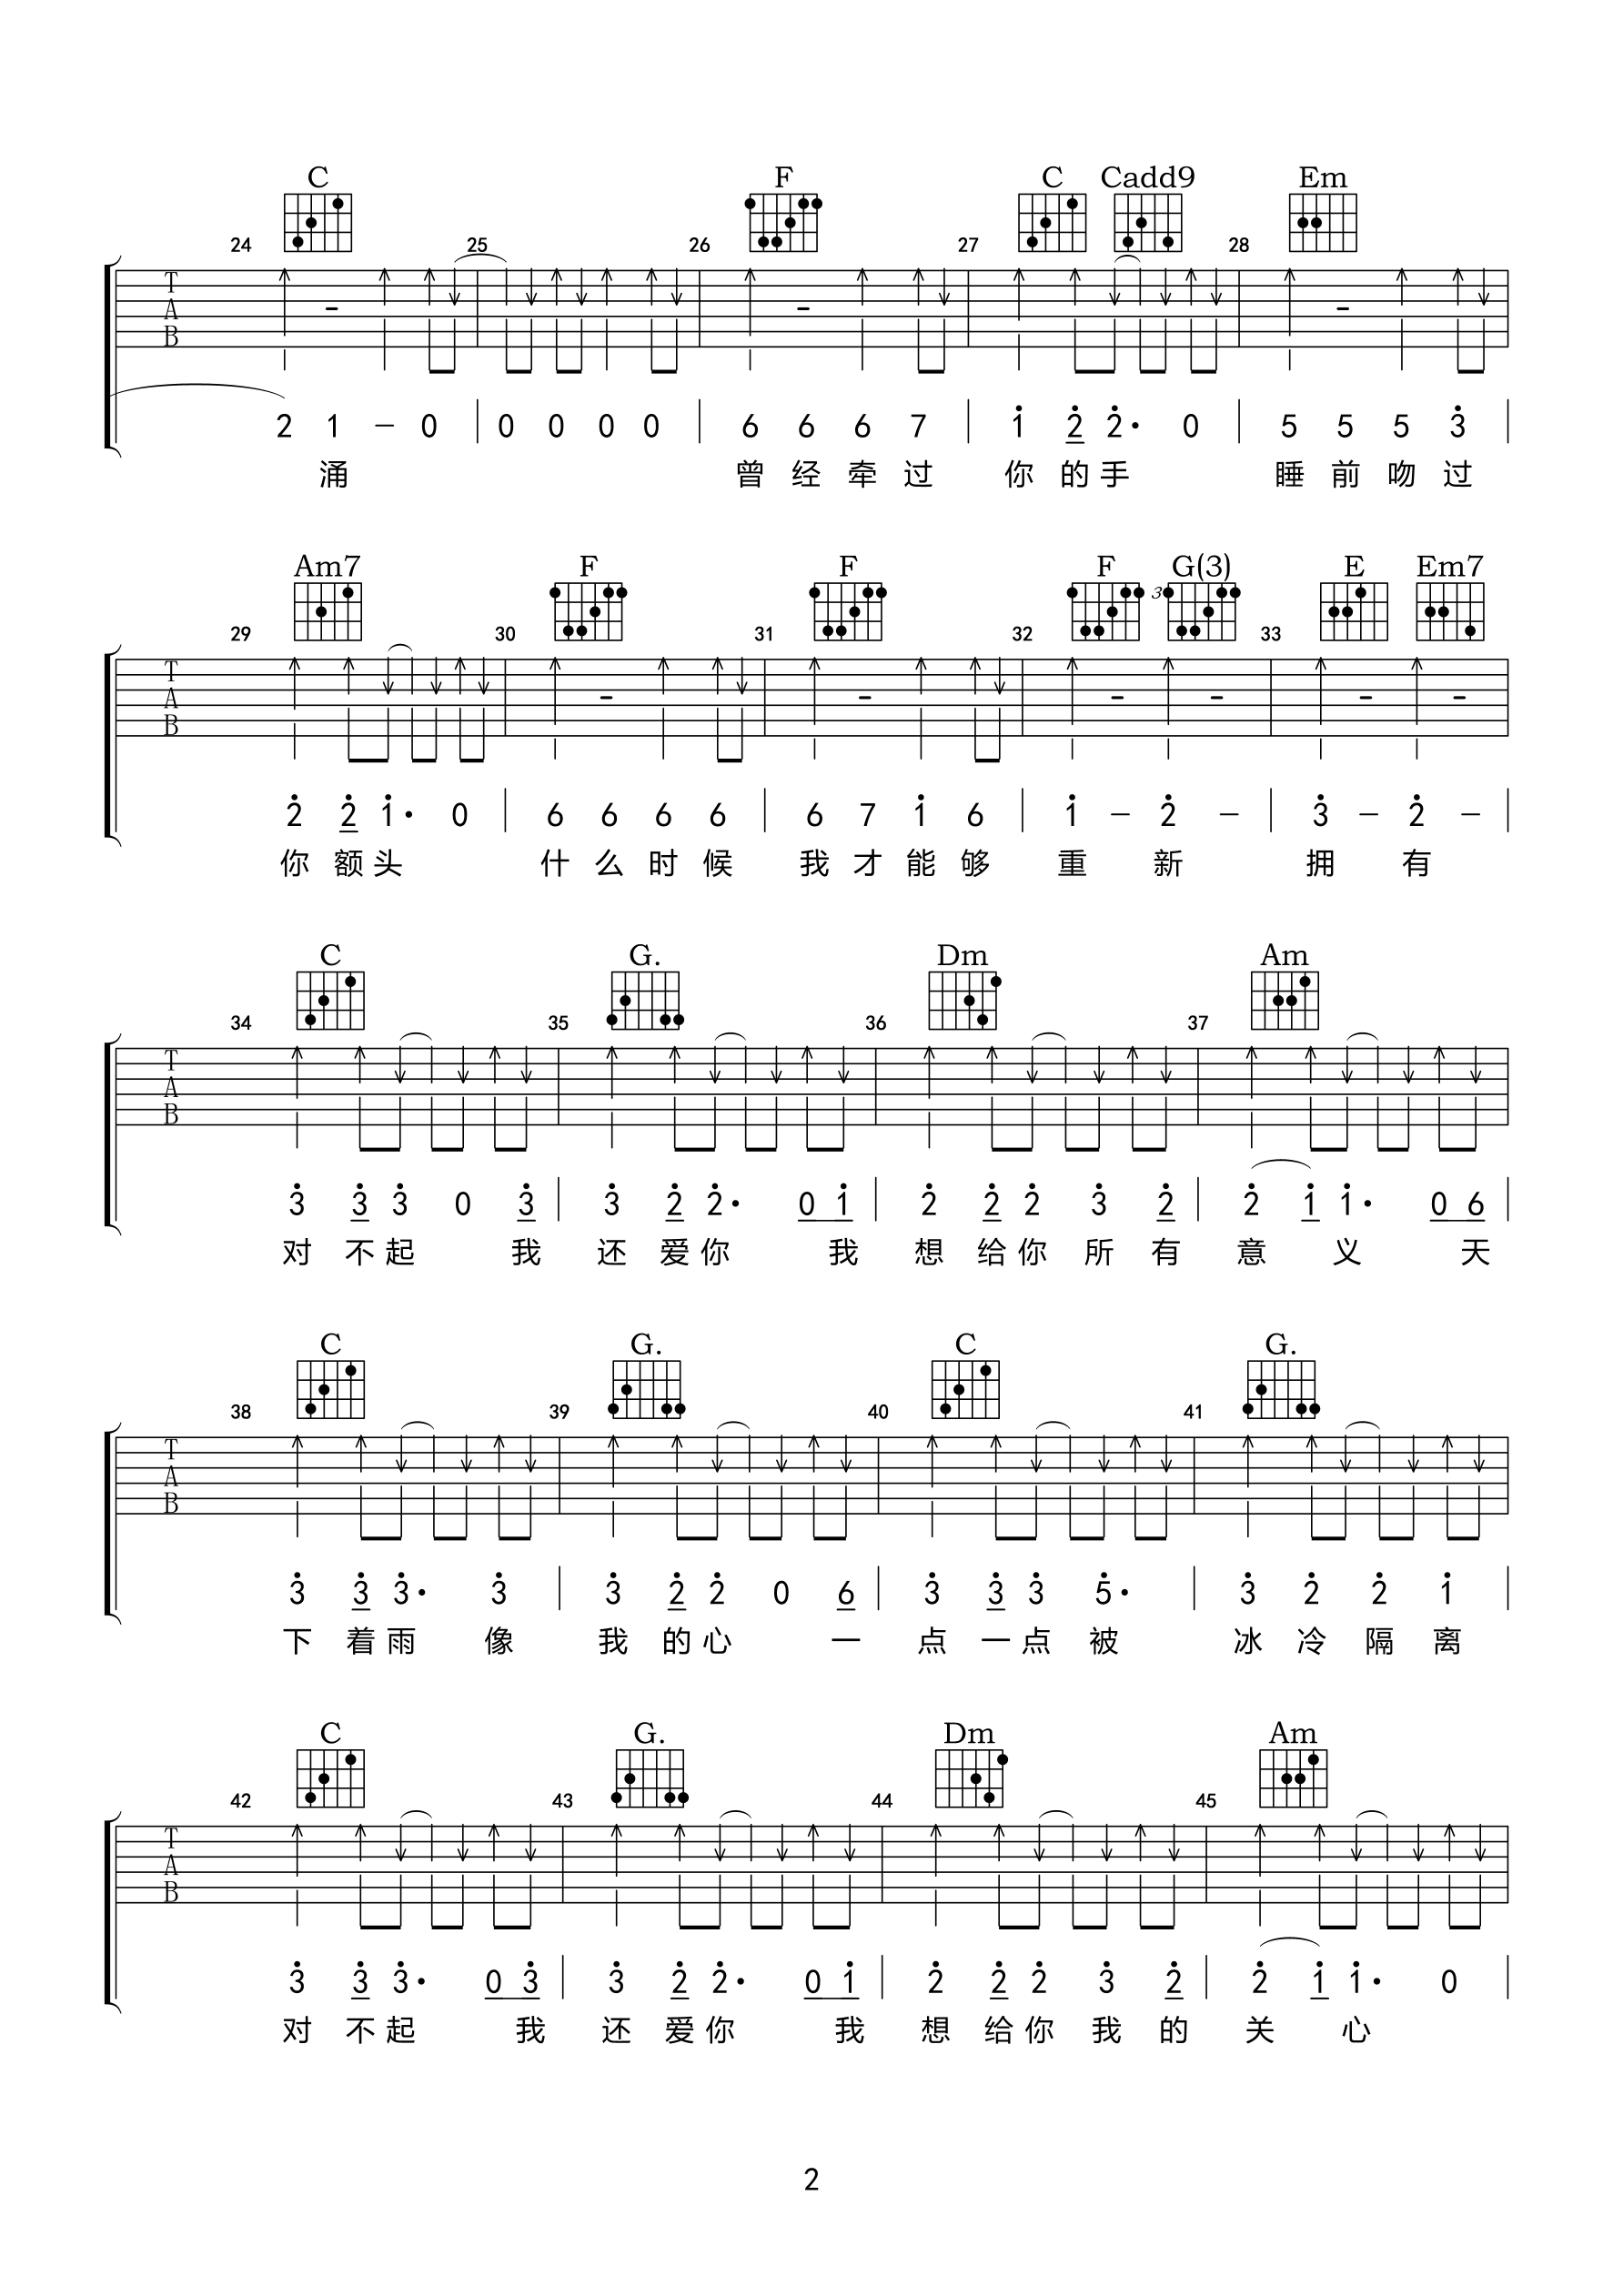 C F C Cadd9 Em
24 25 26 27 28
T
A
B
2 1 – 0 | 0 0 0 0 | 6 6 6 7 | 1 2 2· 0 | 5 5 5 3 |
涌 曾 经 牵 过 你 的 手 睡 前 吻 过
Am7 F F F G(3) E Em7
3
29 30 31 32 33
T
A
B
2 2 1· 0 | 6 6 6 6 | 6 7 1 6 | 1 – 2 – | 3 – 2 – |
你 额 头 什 么 时 候 我 才 能 够 重 新 拥 有
C G. Dm Am
34 35 36 37
T
A
B
3 3 3 0 3 | 3 2 2· 0 1 | 2 2 2 3 2 | 2 1 1· 0 6 |
对 不 起 我 还 爱 你 我 想 给 你 所 有 意 义 天
C G. C G.
38 39 40 41
T
A
B
3 3 3· 3 | 3 2 2 0 6 | 3 3 3 5· | 3 2 2 1 |
下 着 雨 像 我 的 心 一 点 一 点 被 冰 冷 隔 离
C G. Dm Am
42 43 44 45
T
A
B
3 3 3· 0 3 | 3 2 2· 0 1 | 2 2 2 3 2 | 2 1 1· 0 |
对 不 起 我 还 爱 你 我 想 给 你 我 的 关 心
2